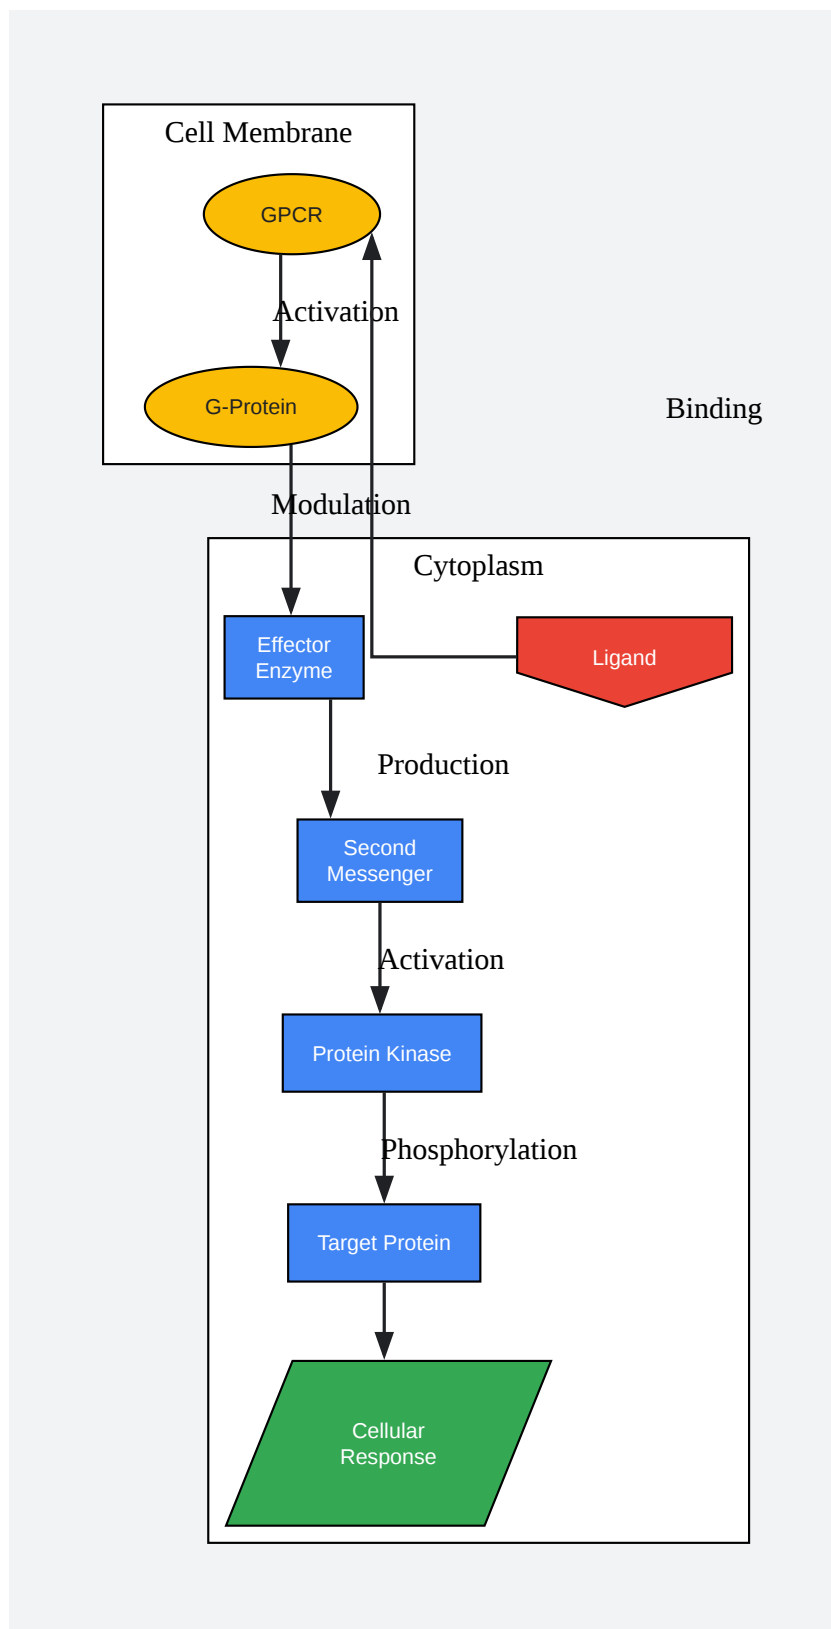 Cell Membrane
GPCR
Activation
G-Protein
Binding
Modulation
Cytoplasm
Effector
Enzyme
Ligand
Production
Second
Messenger
Activation
Protein Kinase
Phosphorylation
Target Protein
Cellular
Response